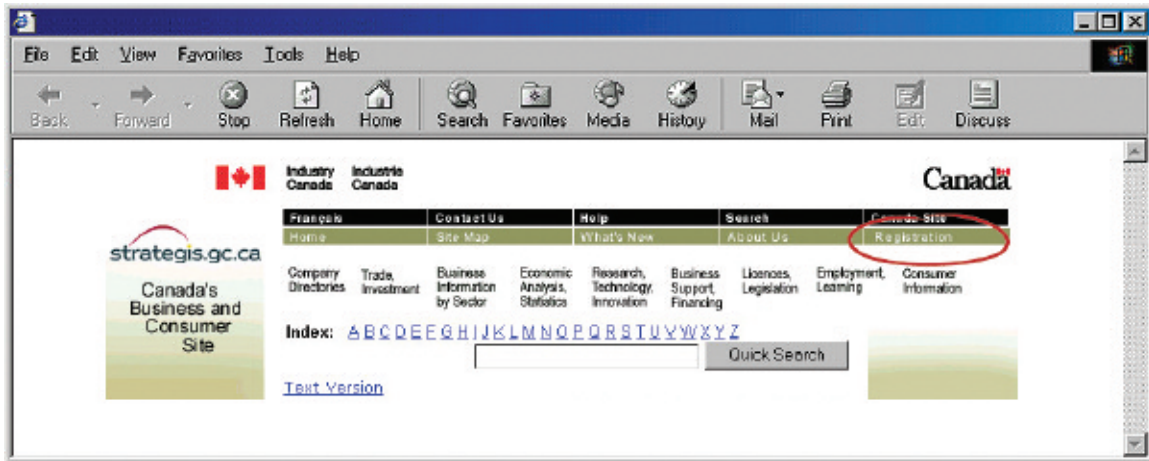 File Edit View Favorites Tools Help
Back Forward Stop Refresh Home Search Favorites Media History Mail Print Edit Discuss
Industry Canada Industrie Canada
Canada
Français Contact Us Help Search Canada Site
Home Site Map What's New About Us Registration
strategis.gc.ca
Canada's
Business and
Consumer
Site
Company Directories
Trade, Investment
Business Information by Sector
Economic Analysis, Statistics
Research, Technology, Innovation
Business Support, Financing
Licences, Legislation
Employment, Learning
Consumer Information
Index: A B C D E F G H I J K L M N O P Q R S T U V W X Y Z
Quick Search
Text Version